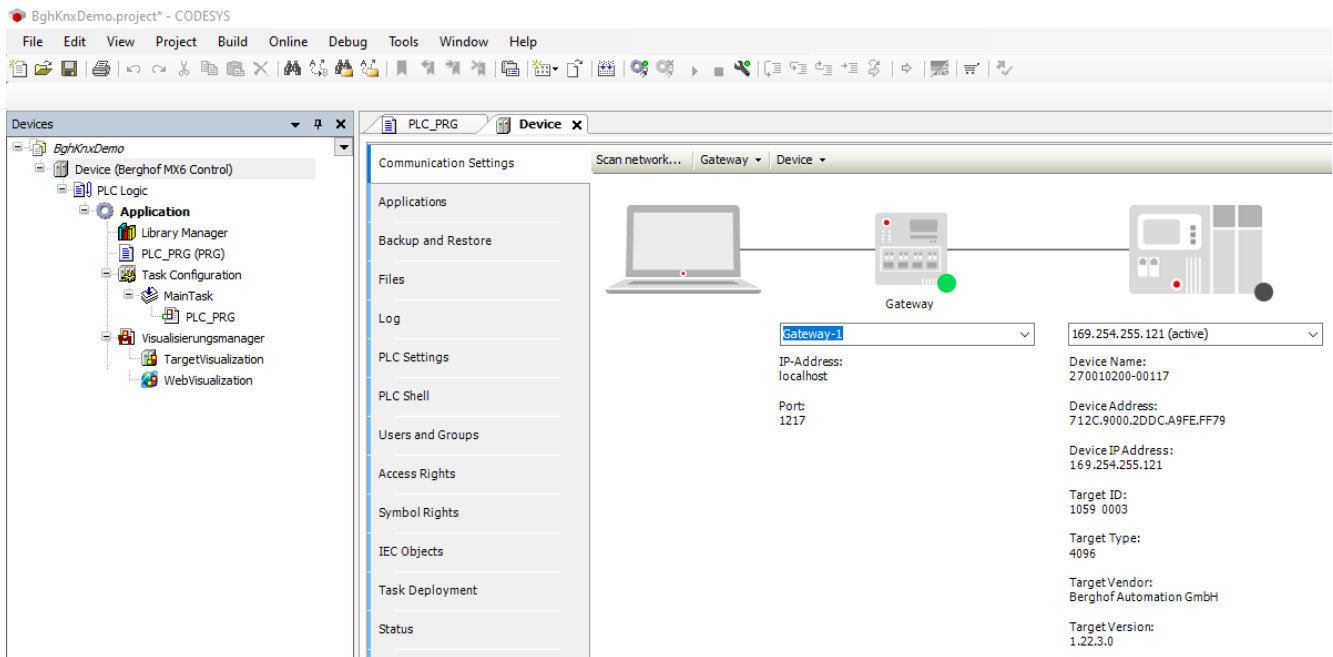 BghKnxDemo.project* - CODESYS
File Edit View Project Build Online Debug Tools Window Help
Devices
BghKnxDemo
Device (Berghof MX6 Control)
PLC Logic
Application
Library Manager
PLC_PRG (PRG)
Task Configuration
MainTask
PLC_PRG
Visualisierungsmanager
TargetVisualization
WebVisualization
PLC_PRG Device
Communication Settings
Applications
Backup and Restore
Files
Log
PLC Settings
PLC Shell
Users and Groups
Access Rights
Symbol Rights
IEC Objects
Task Deployment
Status
Scan network... Gateway Device
Gateway
Gateway-1
IP-Address:
localhost
Port:
1217
169.254.255.121 (active)
Device Name:
270010200-00117
Device Address:
712C.9000.2DDC.A9FE.FF79
Device IP Address:
169.254.255.121
Target ID:
1059 0003
Target Type:
4096
Target Vendor:
Berghof Automation GmbH
Target Version:
1.22.3.0